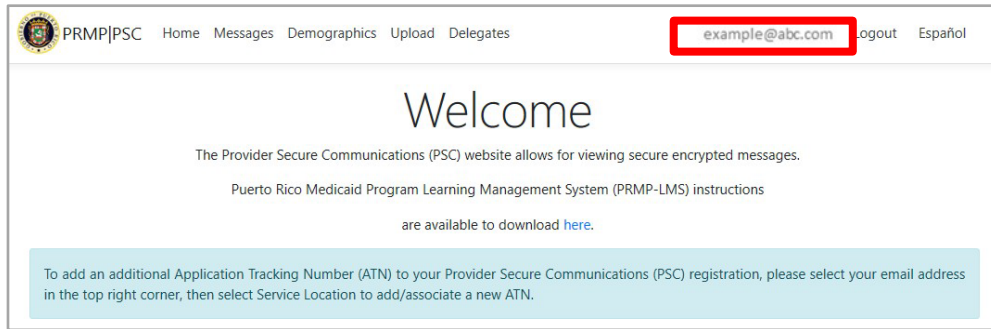 PRMP|PSC Home Messages Demographics Upload Delegates example@abc.com Logout Español
Welcome
The Provider Secure Communications (PSC) website allows for viewing secure encrypted messages.
Puerto Rico Medicaid Program Learning Management System (PRMP-LMS) instructions
are available to download here.
To add an additional Application Tracking Number (ATN) to your Provider Secure Communications (PSC) registration, please select your email address
in the top right corner, then select Service Location to add/associate a new ATN.